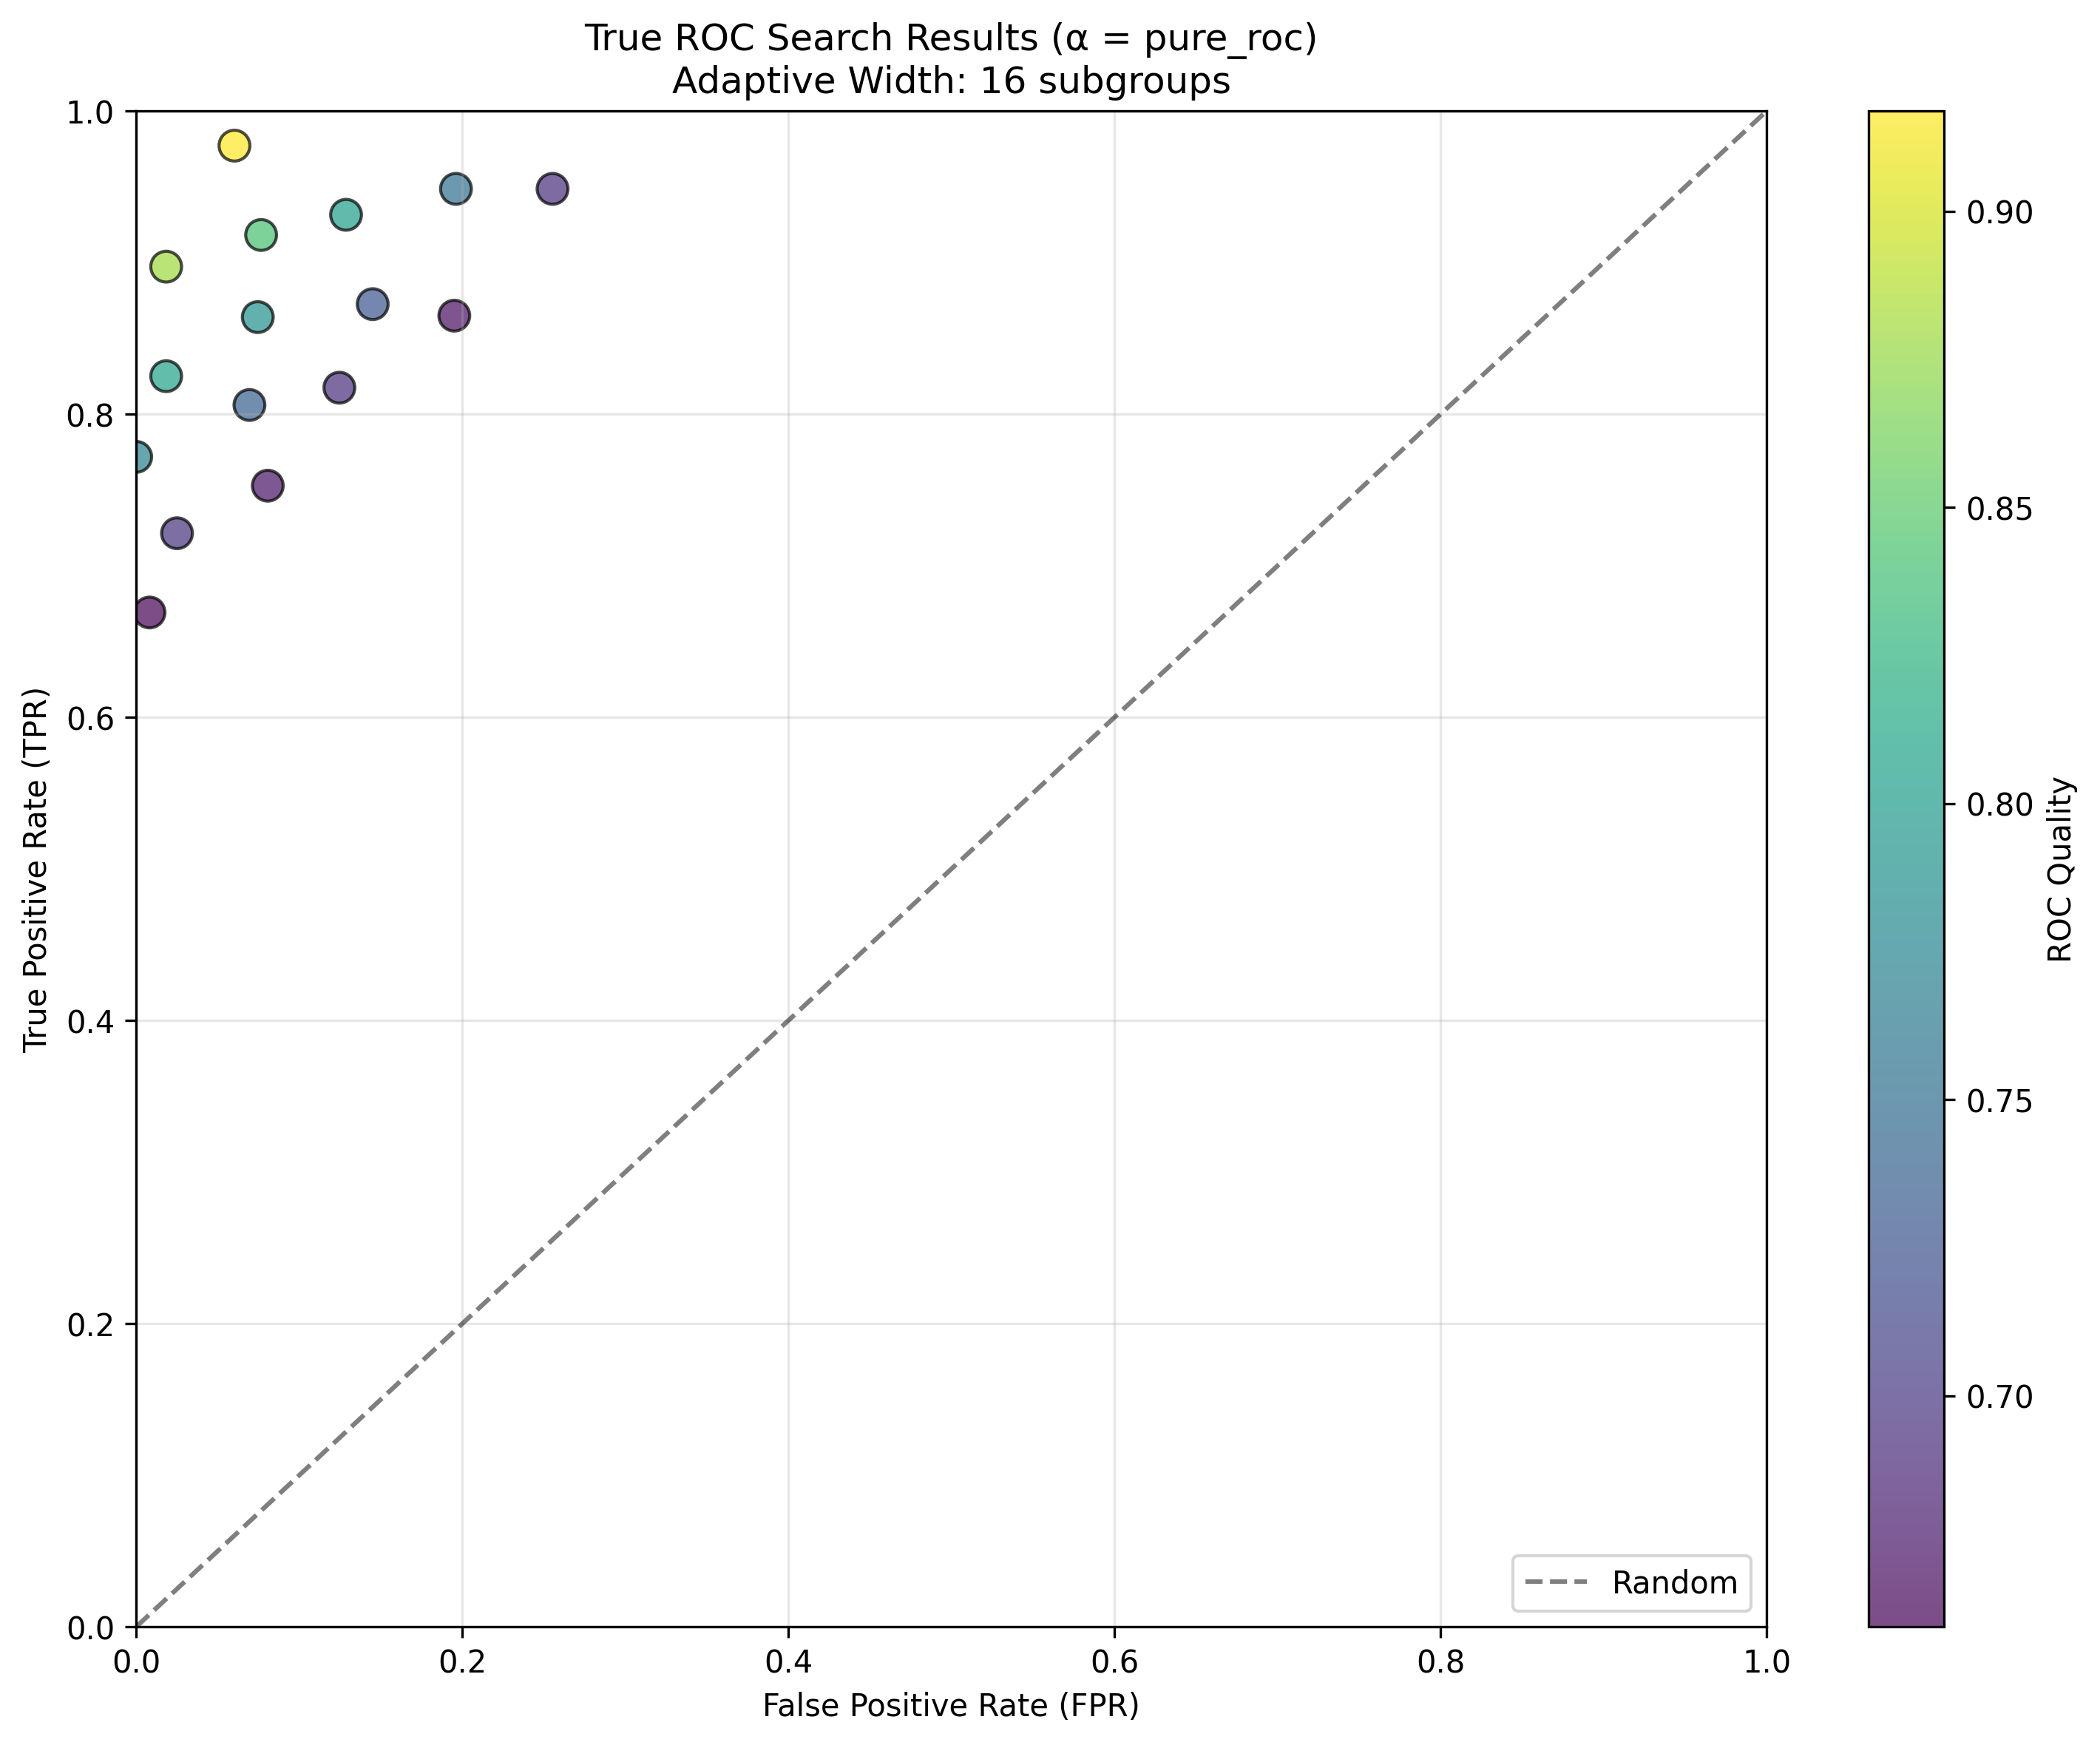 True ROC Search Results (α = pure_roc)
Adaptive Width: 16 subgroups
True Positive Rate (TPR)
1.0
0.8
0.6
0.4
0.2
0.0
0.0 0.2 0.4 0.6 0.8 1.0
False Positive Rate (FPR)
Random
0.90
0.85
0.80
0.75
0.70
ROC Quality